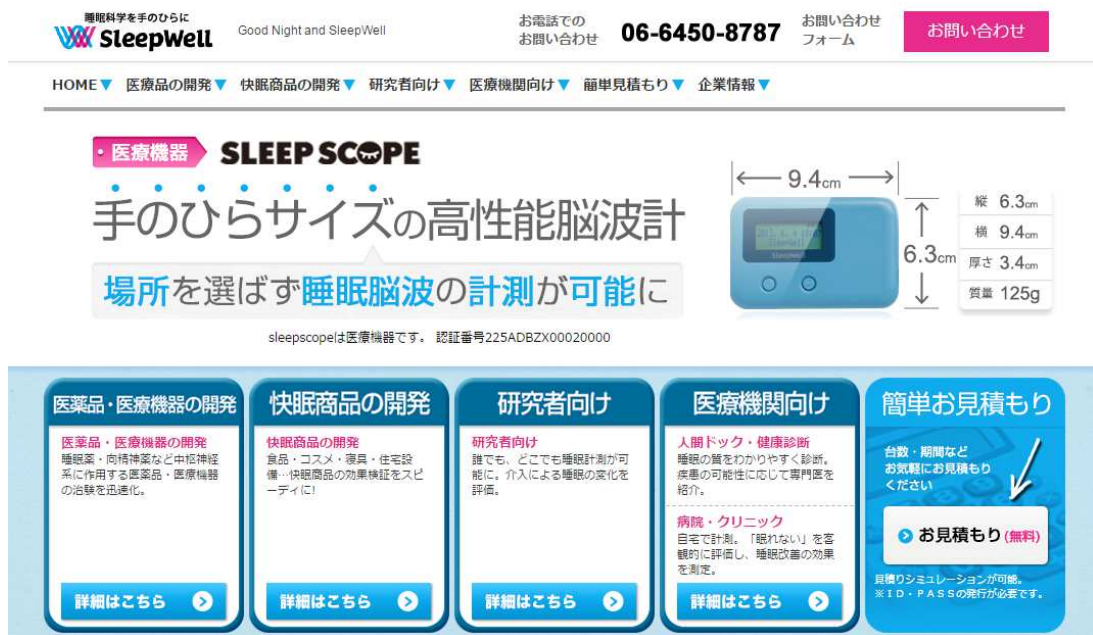 睡眠科学を手のひらに
SleepWell
Good Night and SleepWell
お電話での
お問い合わせ
06-6450-8787
お問い合わせ
フォーム
お問い合わせ
HOME▼ 医療品の開発▼ 快眠商品の開発▼ 研究者向け▼ 医療機関向け▼ 簡単見積もり▼ 企業情報▼
・医療機器
SLEEP SCOPE
手のひらサイズの高性能脳波計
場所を選ばず睡眠脳波の計測が可能に
sleepscopeは医療機器です。 認証番号225ADBZX00020000
9.4cm
6.3cm
SleepWell
縦 6.3cm
横 9.4cm
厚さ 3.4cm
質量 125g
医薬品・医療機器の開発
医薬品・医療機器の開発
睡眠薬・向精神薬など中枢神経
系に作用する医薬品・医療機器
の治験を迅速化。
詳細はこちら
快眠商品の開発
快眠商品の開発
食品・コスメ・寝具・住宅設
備…快眠商品の効果検証をスピ
ーディに!
詳細はこちら
研究者向け
研究者向け
誰でも、どこでも睡眠計測が可
能に。介入による睡眠の変化を
評価。
詳細はこちら
医療機関向け
人間ドック・健康診断
睡眠の質をわかりやすく診断。
疾患の可能性に応じて専門医を
紹介。
病院・クリニック
自宅で計測。「眠れない」を客
観的に評価し、睡眠改善の効果
を測定。
詳細はこちら
簡単お見積もり
台数・期間など
お気軽にお見積もり
ください
お見積もり(無料)
見積りシミュレーションが可能。
※ID・PASSの発行が必要です。